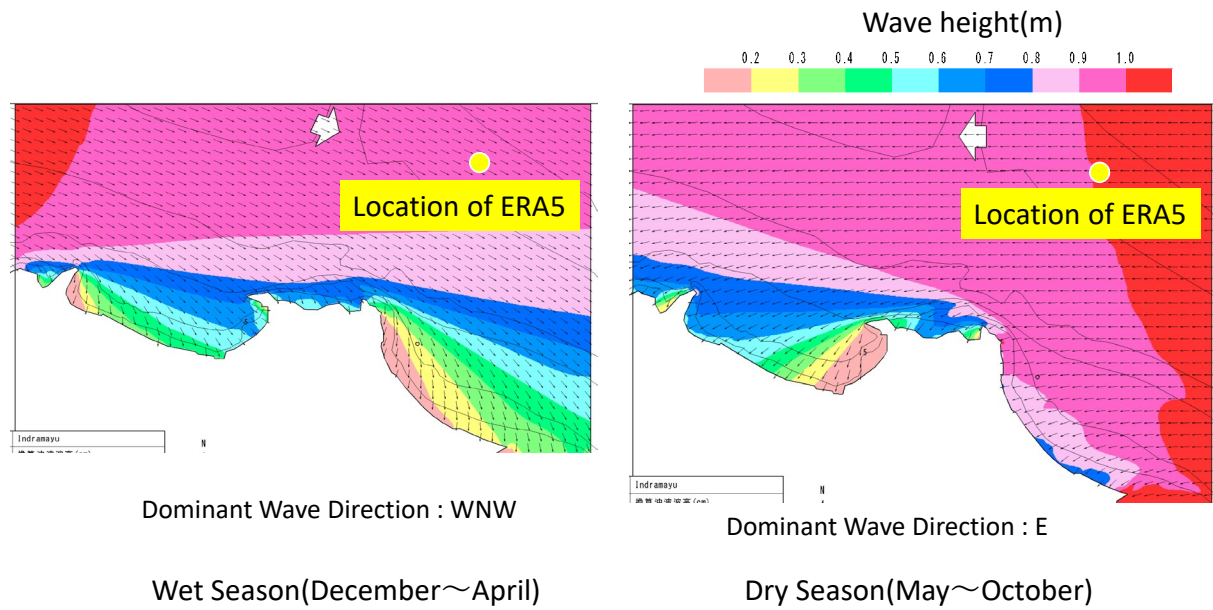 Wave height(m)
0.2 0.3 0.4 0.5 0.6 0.7 0.8 0.9 1.0
Location of ERA5
Location of ERA5
Indramayu
N
Indramayu
N
Dominant Wave Direction : WNW
Dominant Wave Direction : E
Wet Season(December～April)
Dry Season(May～October)